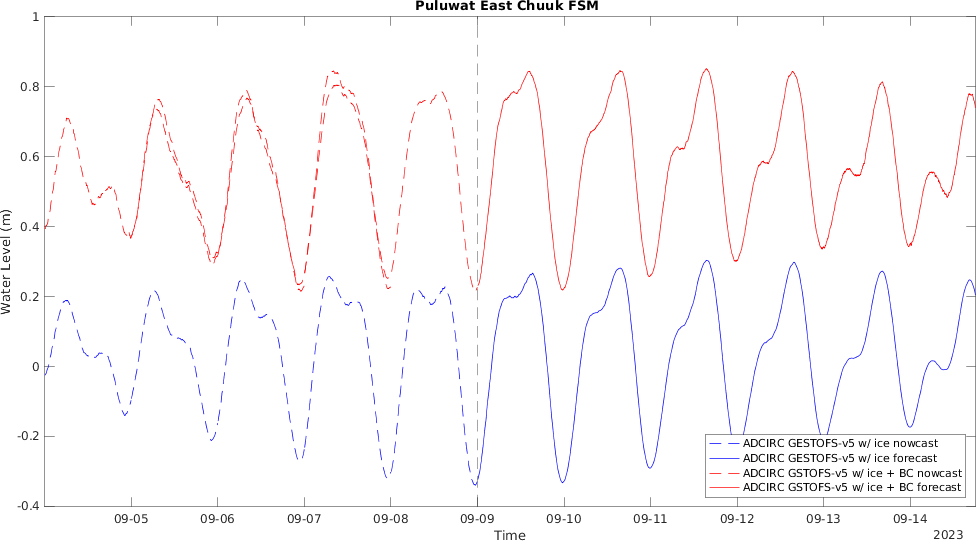 Puluwat East Chuuk FSM
1
0.8
0.6
0.4
0.2
0
-0.2
-0.4
Water Level (m)
ADCIRC GESTOFS-v5 w/ ice nowcast
ADCIRC GESTOFS-v5 w/ ice forecast
ADCIRC GSTOFS-v5 w/ ice + BC nowcast
ADCIRC GSTOFS-v5 w/ ice + BC forecast
09-05 09-06 09-07 09-08 09-09 09-10 09-11 09-12 09-13 09-14
Time
2023